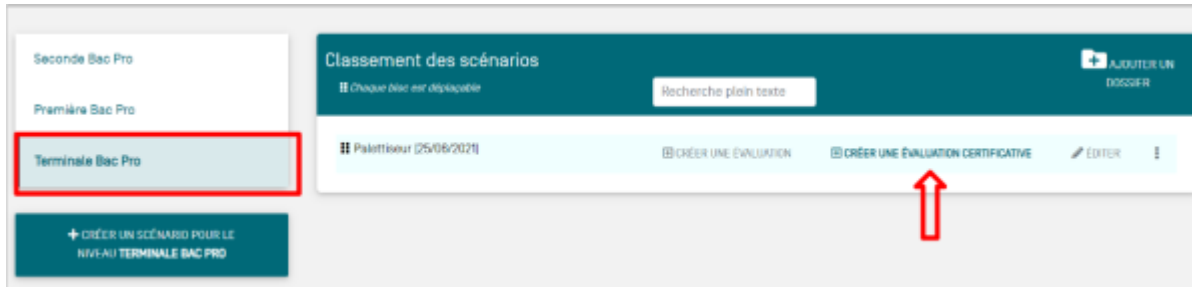 Seconde Bac Pro
Première Bac Pro
Terminale Bac Pro
+ CRÉER UN SCÉNARIO POUR LE
NIVEAU TERMINALE BAC PRO
Classement des scénarios
Chaque bloc est déplaçable
Recherche plein texte
AJOUTER UN
DOSSIER
Palettiseur [25/06/2021]
CRÉER UNE ÉVALUATION
CRÉER UNE ÉVALUATION CERTIFICATIVE
ÉDITER